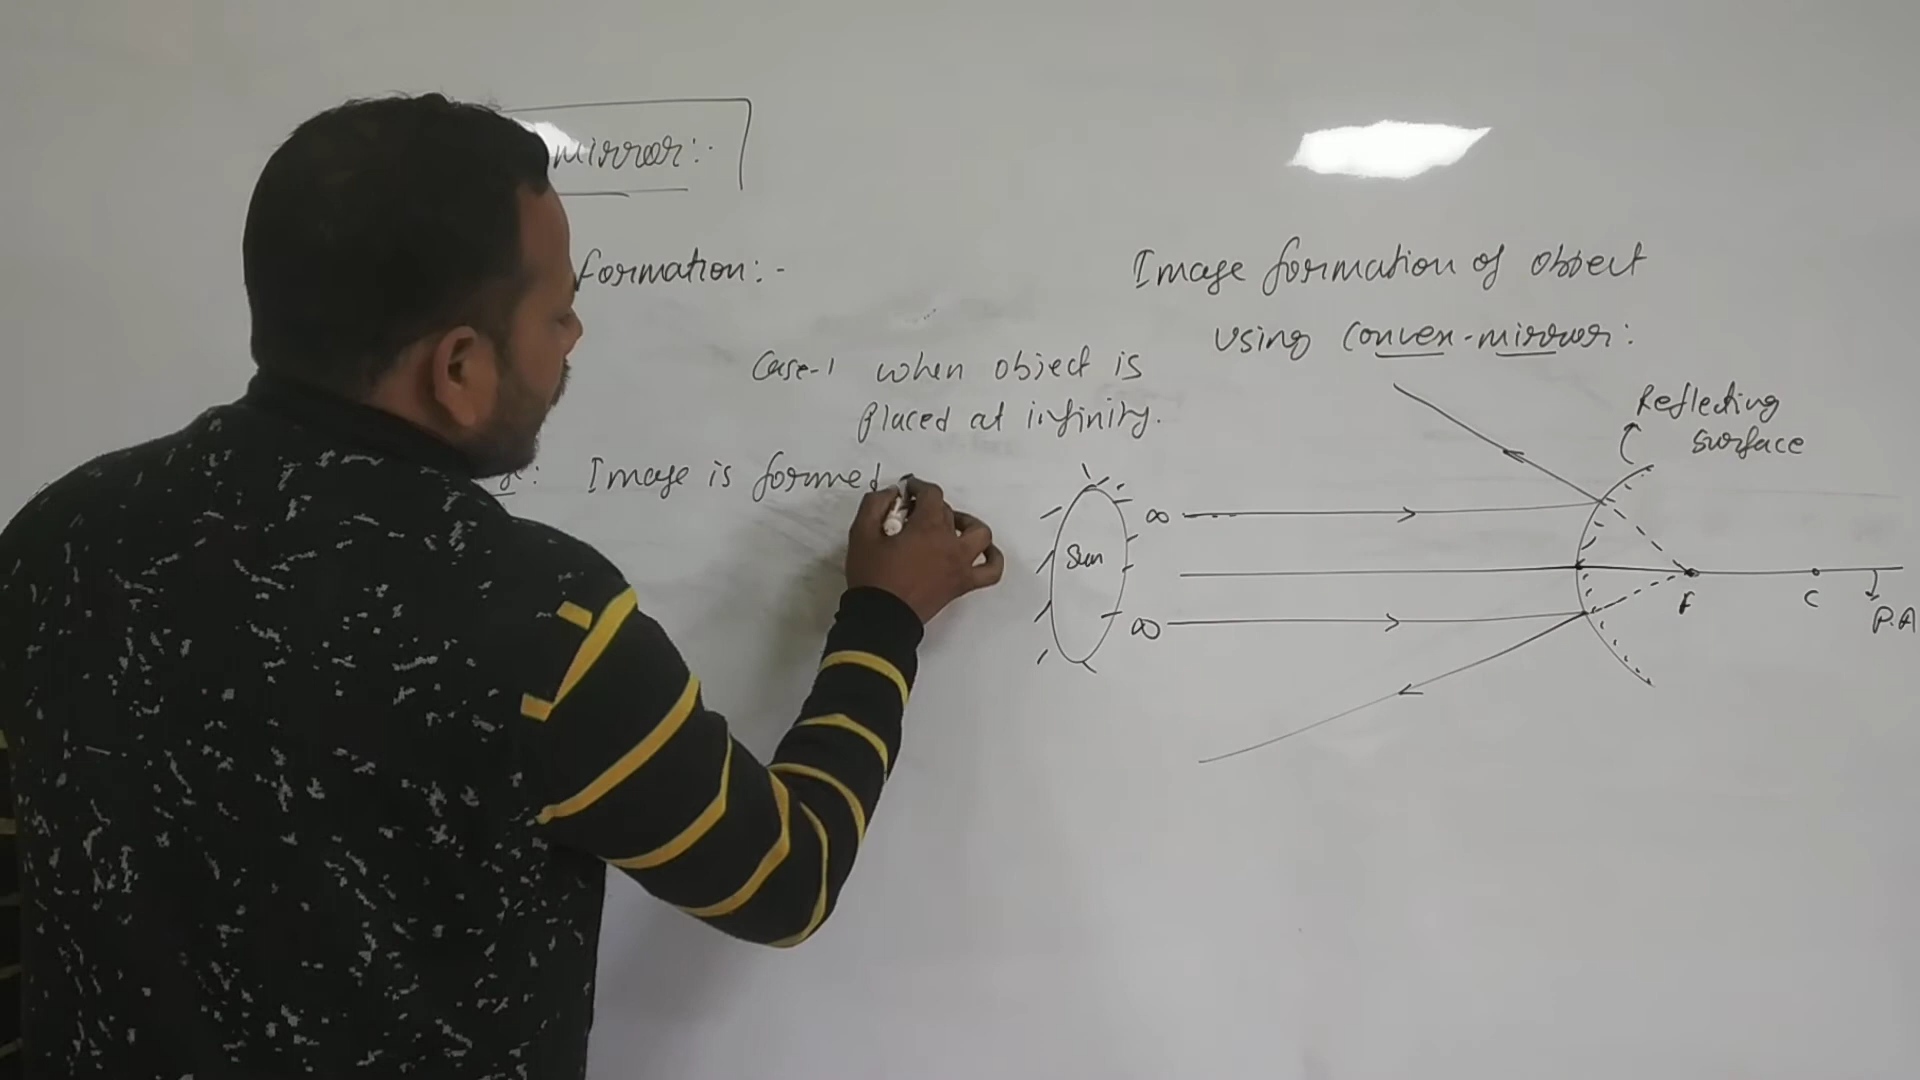 mirror:-
formation:-
Case-1 when object is
placed at infinity.
: Image is formed
Image formation of object
using Convex-mirror:
Reflecting
surface
∞
Sun
∞
F
C
P.A